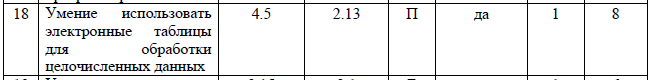 18 Умение использовать 4.5 2.13 П да 1 8
электронные таблицы
для обработки
целочисленных данных